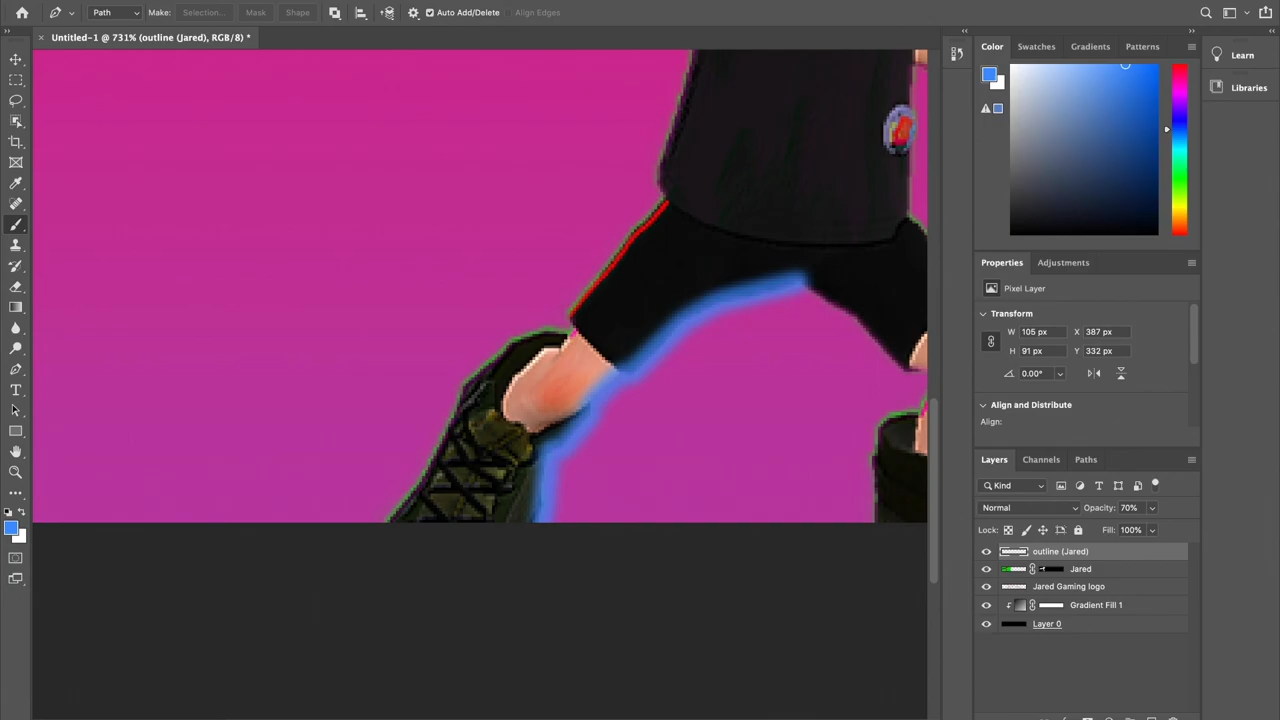 Path
Make:
Selection...
Mask
Shape
Auto Add/Delete
Align Edges
Untitled-1 @ 731% (outline (Jared), RGB/8) *
Color
Swatches
Gradients
Patterns
Learn
Libraries
Properties
Adjustments
Pixel Layer
Transform
W
105 px
X
387 px
H
91 px
Y
332 px
0.00°
Align and Distribute
Align:
Layers
Channels
Paths
Kind
Normal
Opacity:
70%
Lock:
Fill:
100%
outline (Jared)
Jared
Jared Gaming logo
Gradient Fill 1
Layer 0